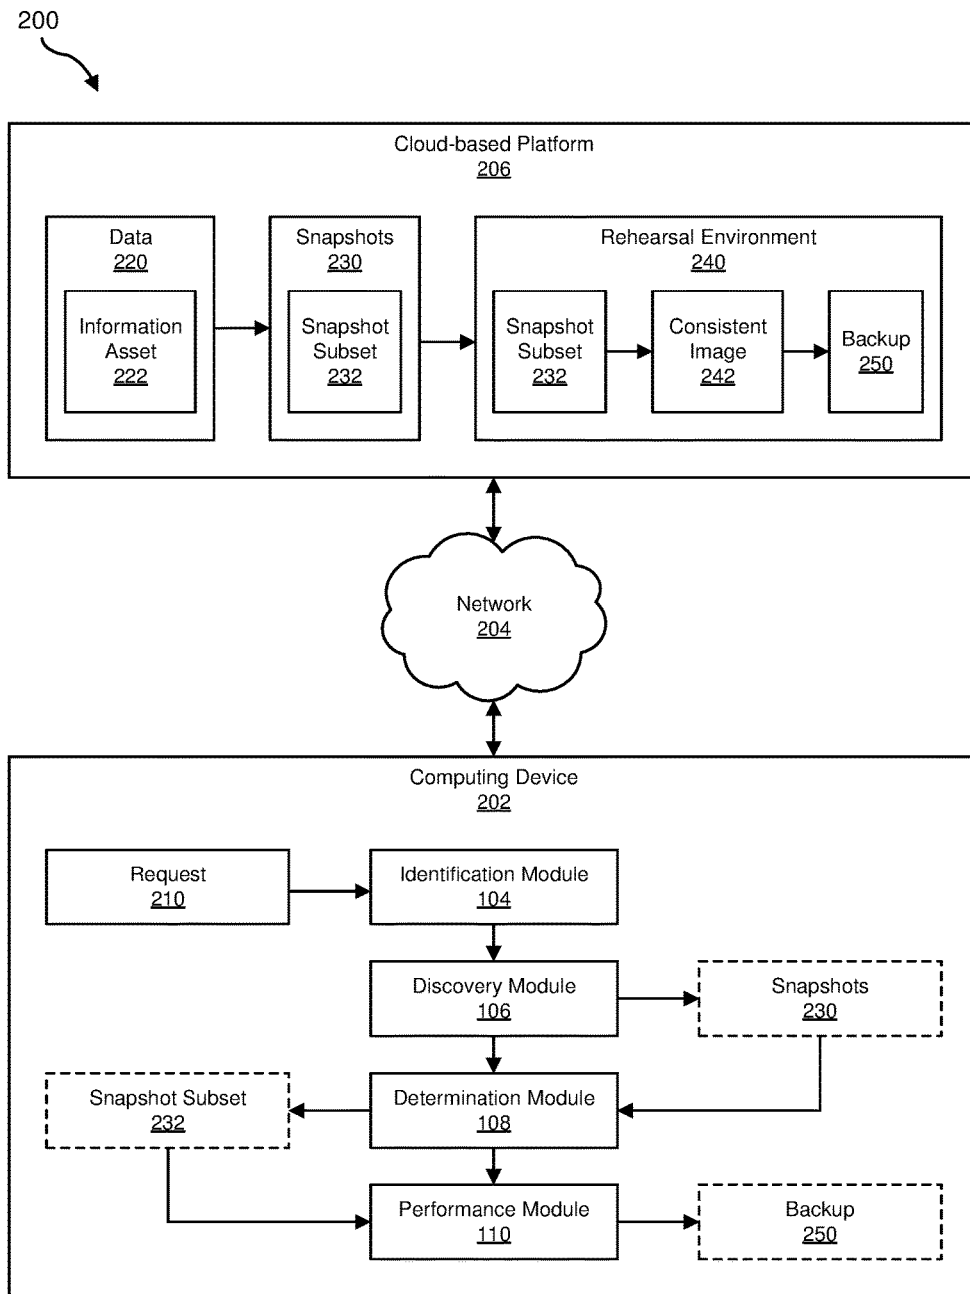 200
Cloud-based Platform
206
Data
220
Information
Asset
222
Snapshots
230
Snapshot
Subset
232
Rehearsal Environment
240
Snapshot
Subset
232
Consistent
Image
242
Backup
250
Network
204
Computing Device
202
Request
210
Identification Module
104
Discovery Module
106
Snapshots
230
Snapshot Subset
232
Determination Module
108
Performance Module
110
Backup
250